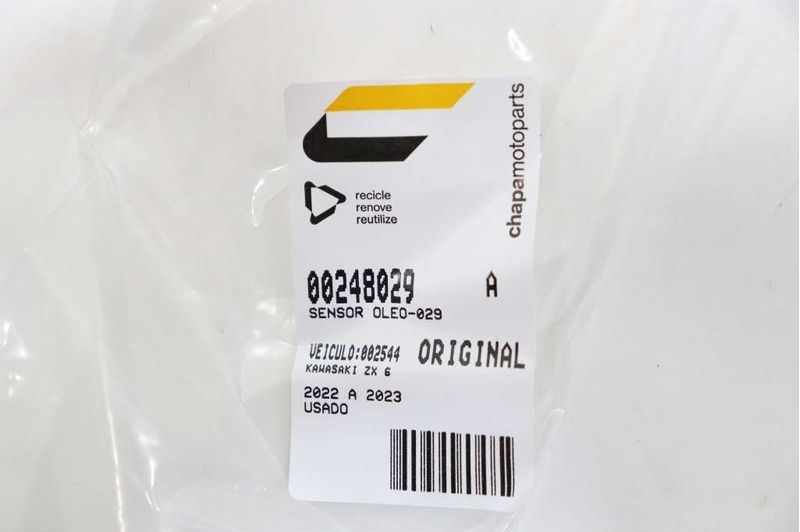 chapamotoparts
recicle
renove
reutilize
00248029 A
SENSOR OLEO-029
VEICULO:002544 ORIGINAL
KAWASAKI ZX 6
2022 A 2023
USADO